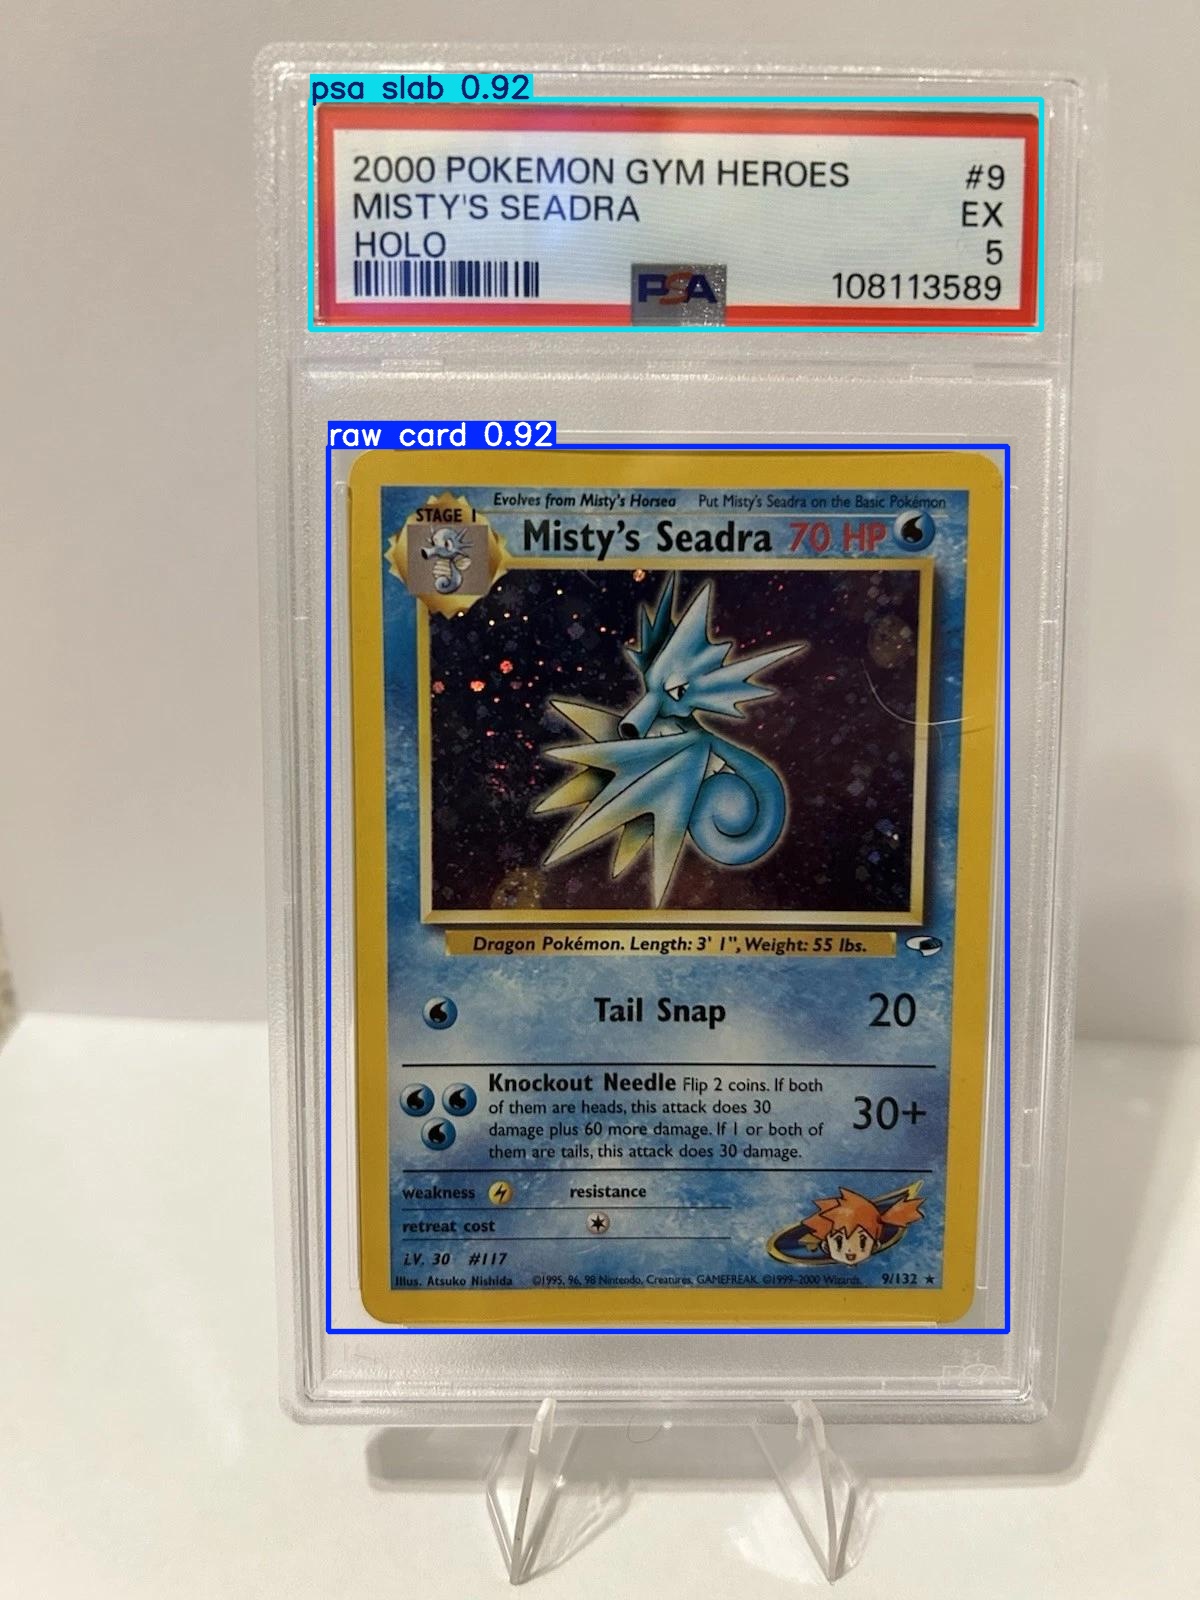 psa slab 0.92
2000 POKEMON GYM HEROES #9
MISTY'S SEADRA EX
HOLO 5
PSA 108113589
raw card 0.92
Evolves from Misty's Horsea Put Misty's Seadra on the Basic Pokémon
STAGE 1
Misty's Seadra 70 HP
Dragon Pokémon. Length: 3' 1", Weight: 55 lbs.
Tail Snap 20
Knockout Needle Flip 2 coins. If both
of them are heads, this attack does 30
damage plus 60 more damage. If 1 or both of
them are tails, this attack does 30 damage.
30+
weakness resistance
retreat cost
LV. 30 #117
Illus. Atsuko Nishida ©1995, 96, 98 Nintendo, Creatures, GAMEFREAK. ©1999-2000 Wizards. 9/132 ★
PSA